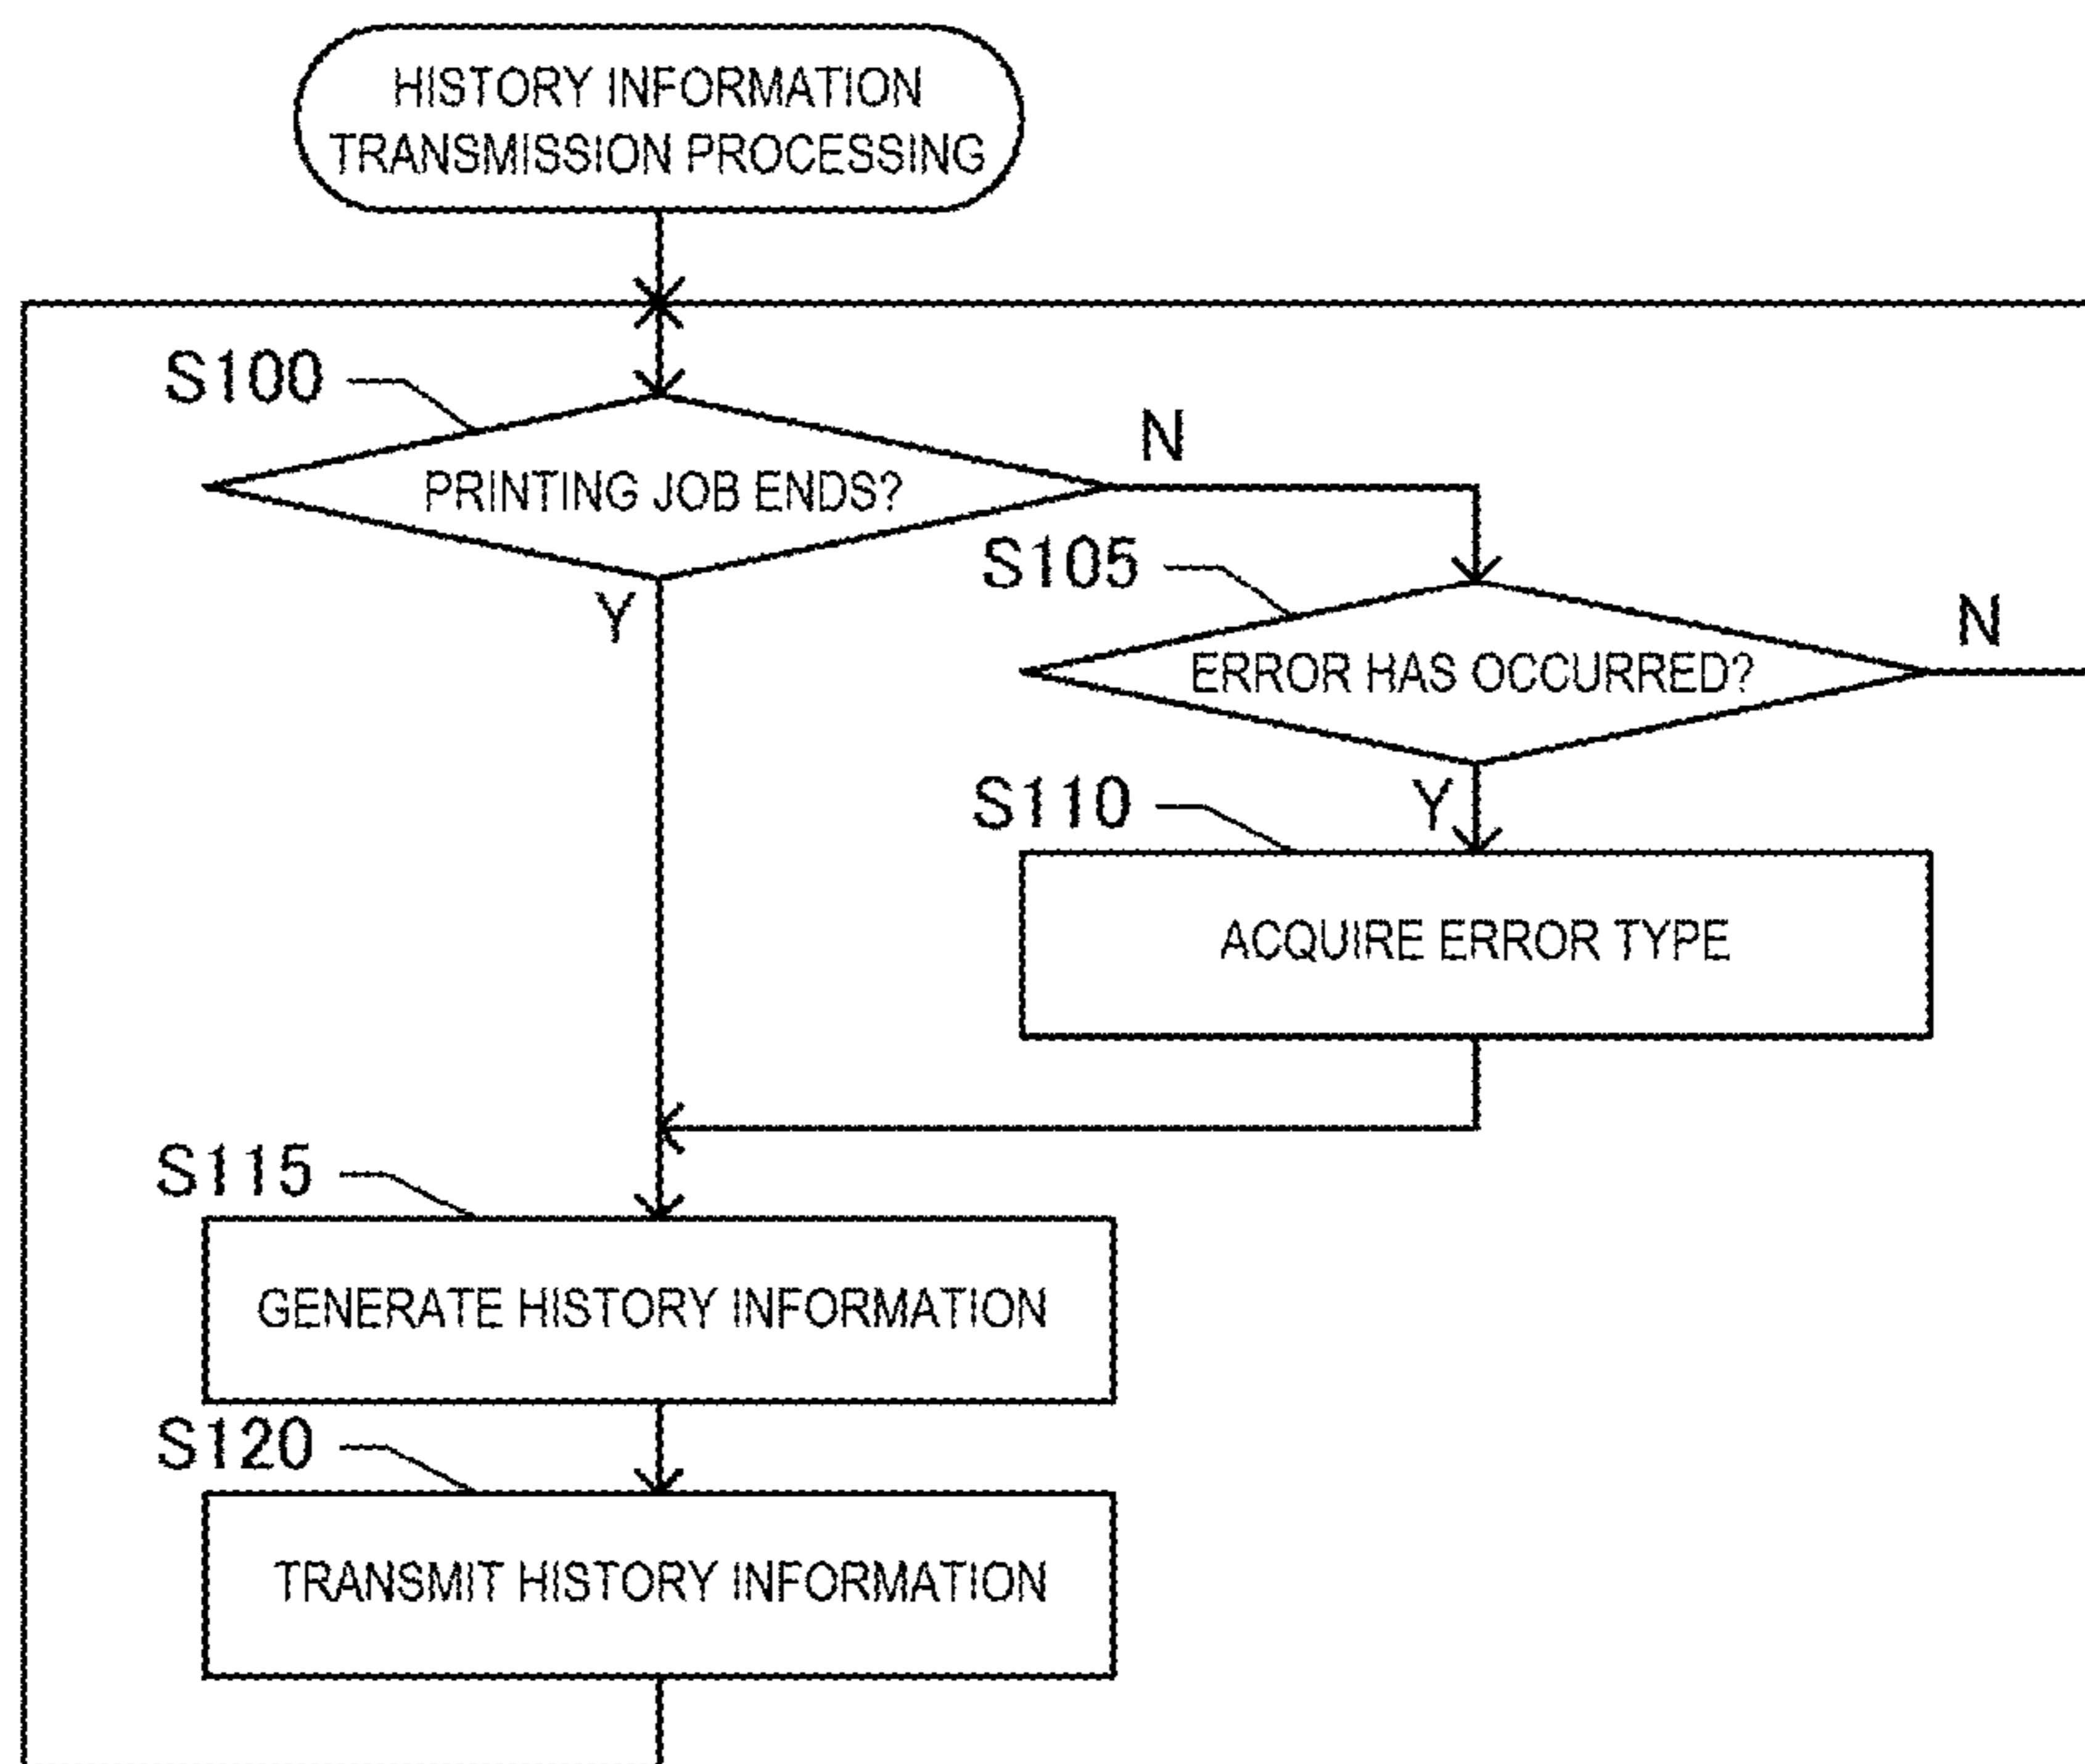 HISTORY INFORMATION
TRANSMISSION PROCESSING
S100
PRINTING JOB ENDS?
N
Y
S105
ERROR HAS OCCURRED?
N
Y
S110
ACQUIRE ERROR TYPE
S115
GENERATE HISTORY INFORMATION
S120
TRANSMIT HISTORY INFORMATION